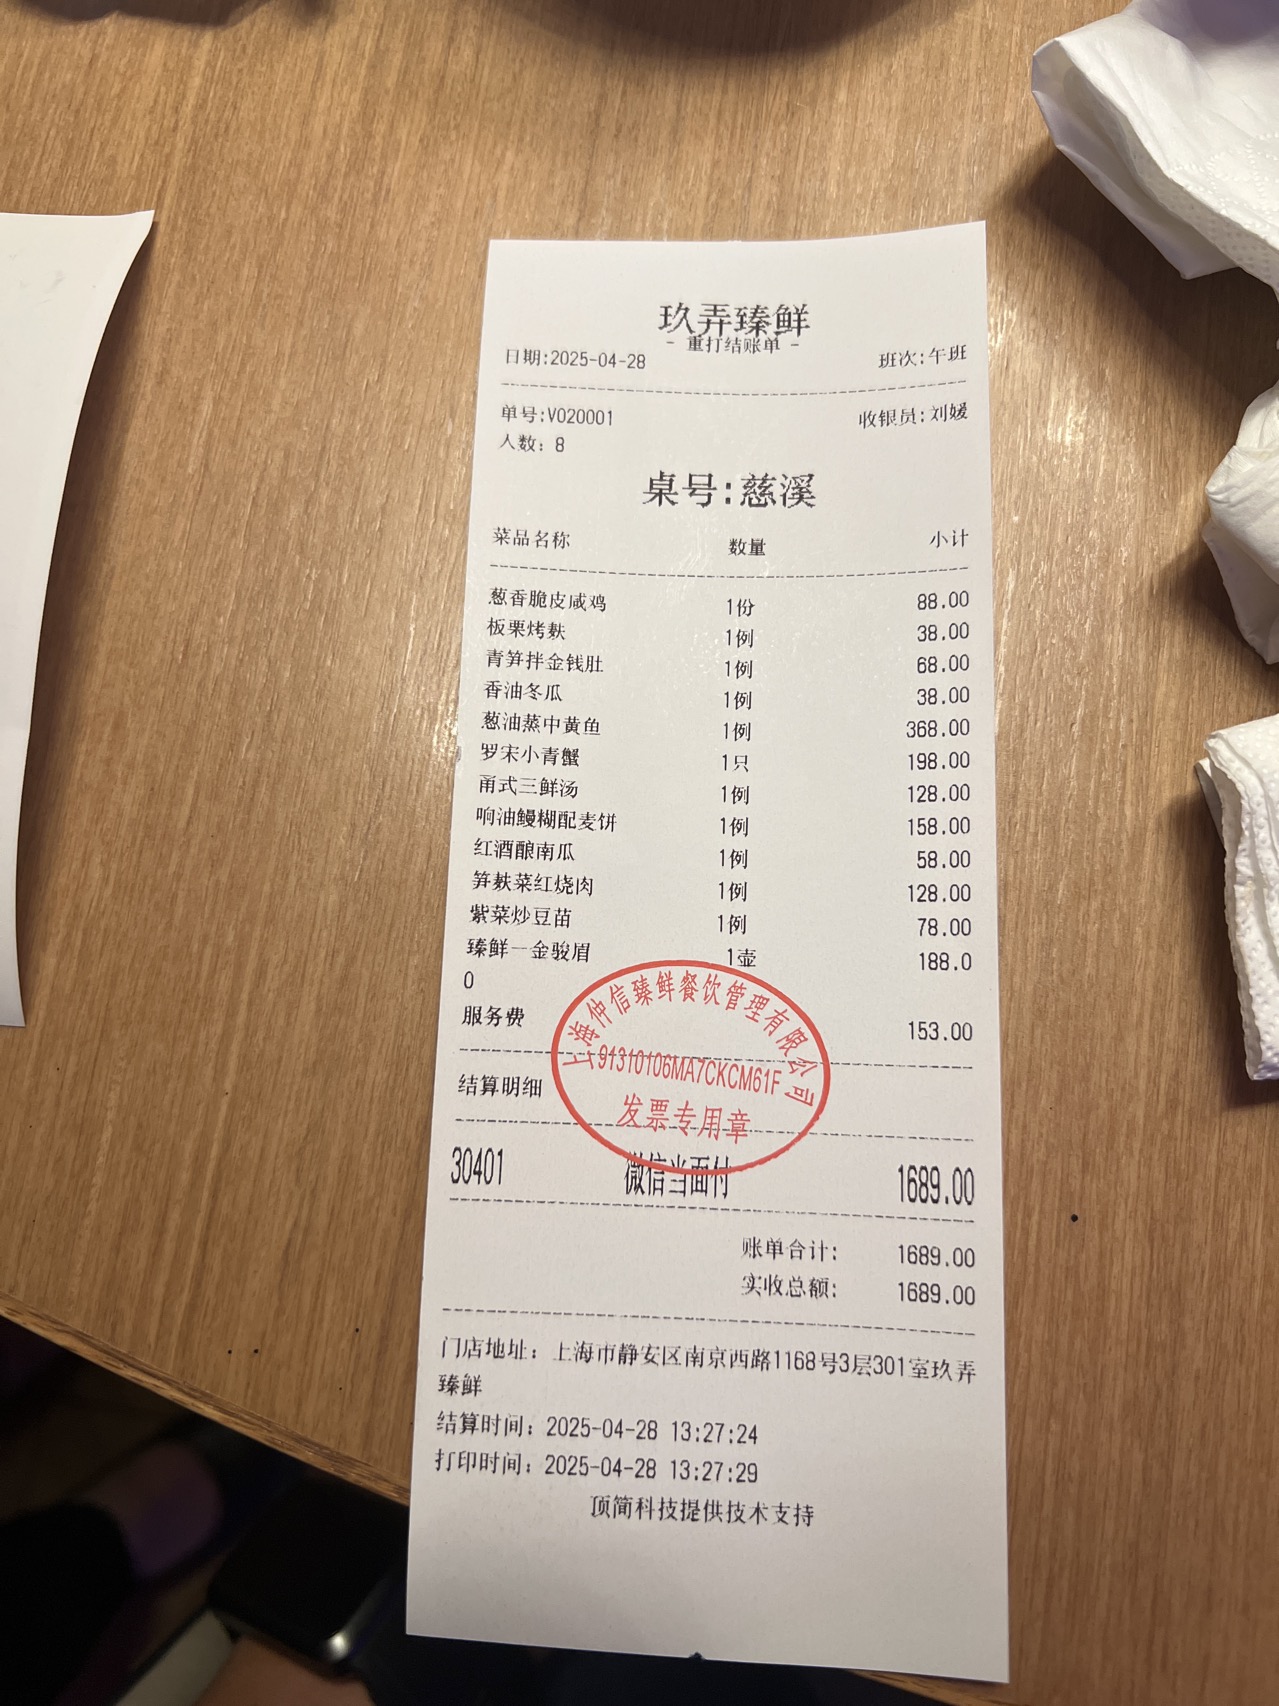 玖弄臻鲜
- 重打结账单 -
日期:2025-04-28 班次:午班
单号:V020001 收银员:刘媛
人数: 8
桌号:慈溪
菜品名称 数量 小计
葱香脆皮咸鸡 1份 88.00
板栗烤麸 1例 38.00
青笋拌金钱肚 1例 68.00
香油冬瓜 1例 38.00
葱油蒸中黄鱼 1例 368.00
罗宋小青蟹 1只 198.00
甬式三鲜汤 1例 128.00
响油鳗糊配麦饼 1例 158.00
红酒酿南瓜 1例 58.00
笋麸菜红烧肉 1例 128.00
紫菜炒豆苗 1例 78.00
臻鲜一金骏眉 1壶 188.0
0
服务费 153.00
上海仲信臻鲜餐饮管理有限公司
91310106MA7CKCM61F
发票专用章
结算明细
30401 微信当面付 1689.00
账单合计: 1689.00
实收总额: 1689.00
门店地址: 上海市静安区南京西路1168号3层301室玖弄
臻鲜
结算时间: 2025-04-28 13:27:24
打印时间: 2025-04-28 13:27:29
顶简科技提供技术支持